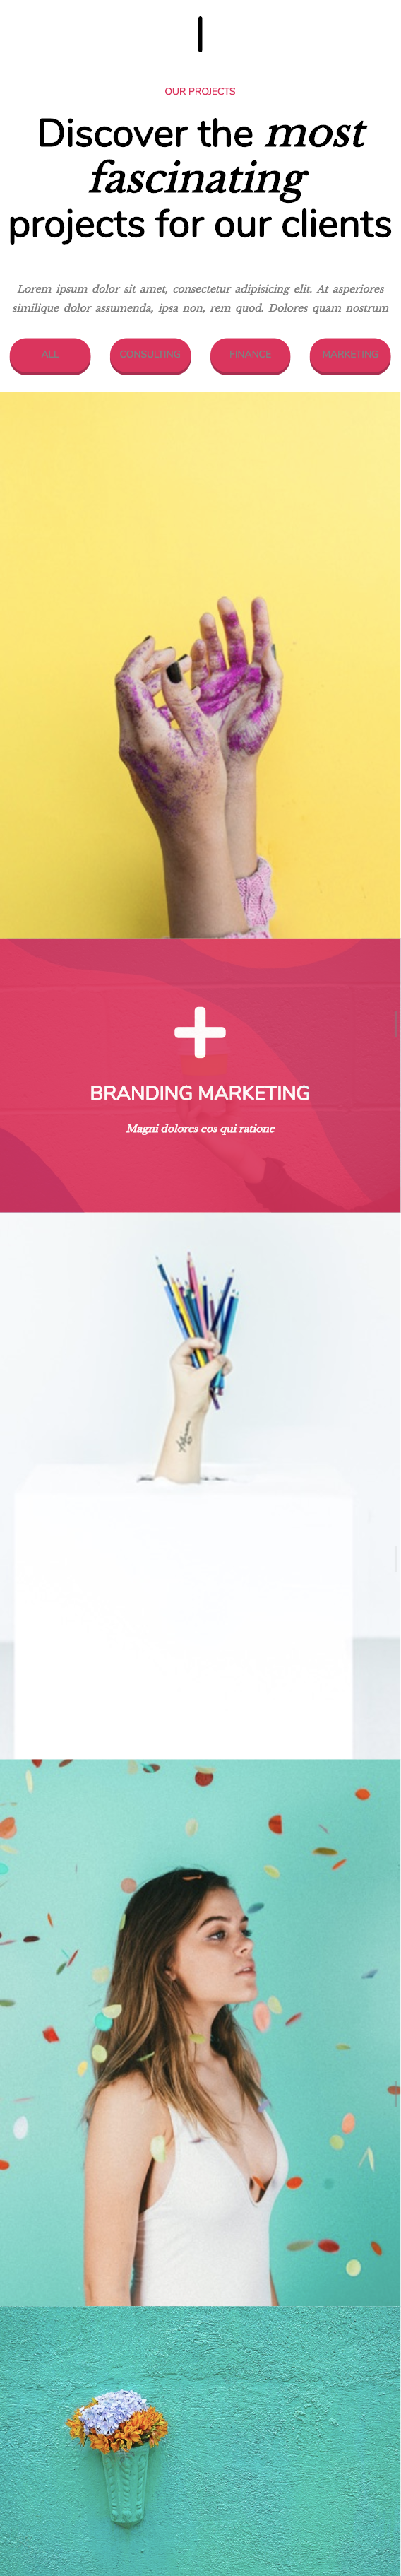 OUR PROJECTS
Discover the most
fascinating
projects for our clients
Lorem ipsum dolor sit amet, consectetur adipisicing elit. At asperiores
similique dolor assumenda, ipsa non, rem quod. Dolores quam nostrum
ALL CONSULTING FINANCE MARKETING
BRANDING MARKETING
Magni dolores eos qui ratione